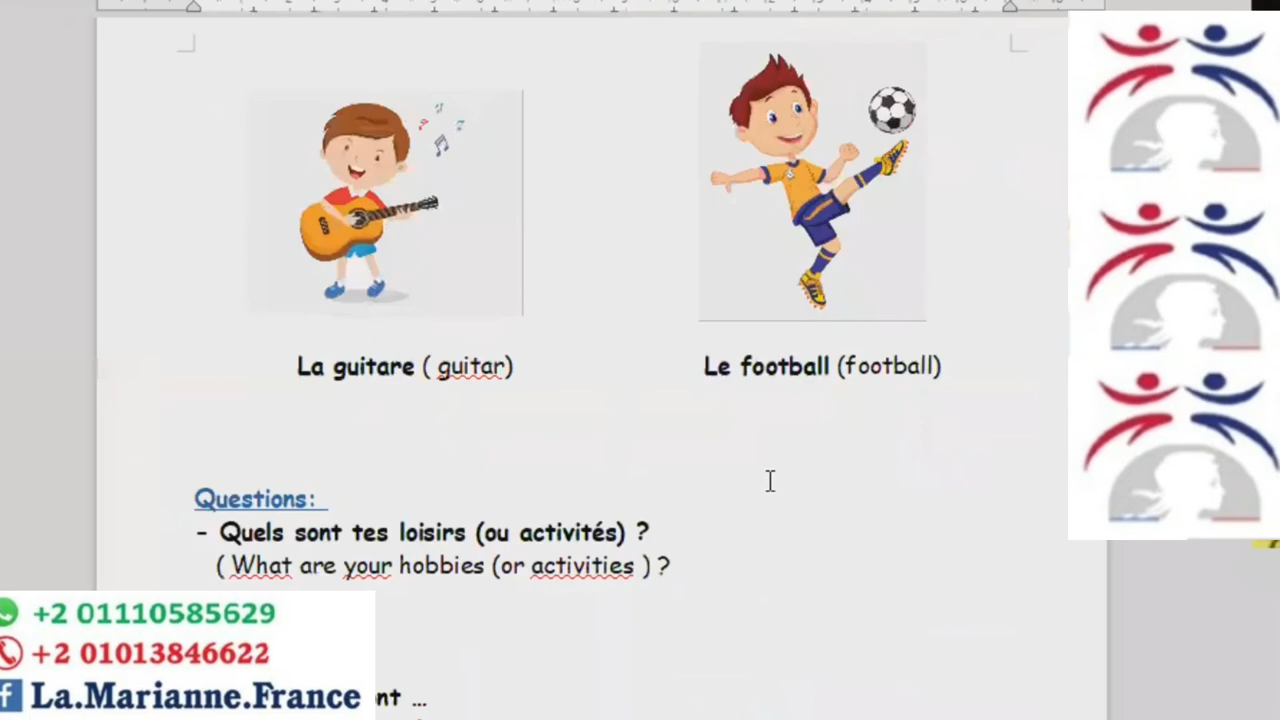 La guitare ( guitar)
Le football (football)
Questions:
- Quels sont tes loisirs (ou activités) ?
( What are your hobbies (or activities ) ?
+2 01110585629
+2 01013846622
La.Marianne.France
nt ...